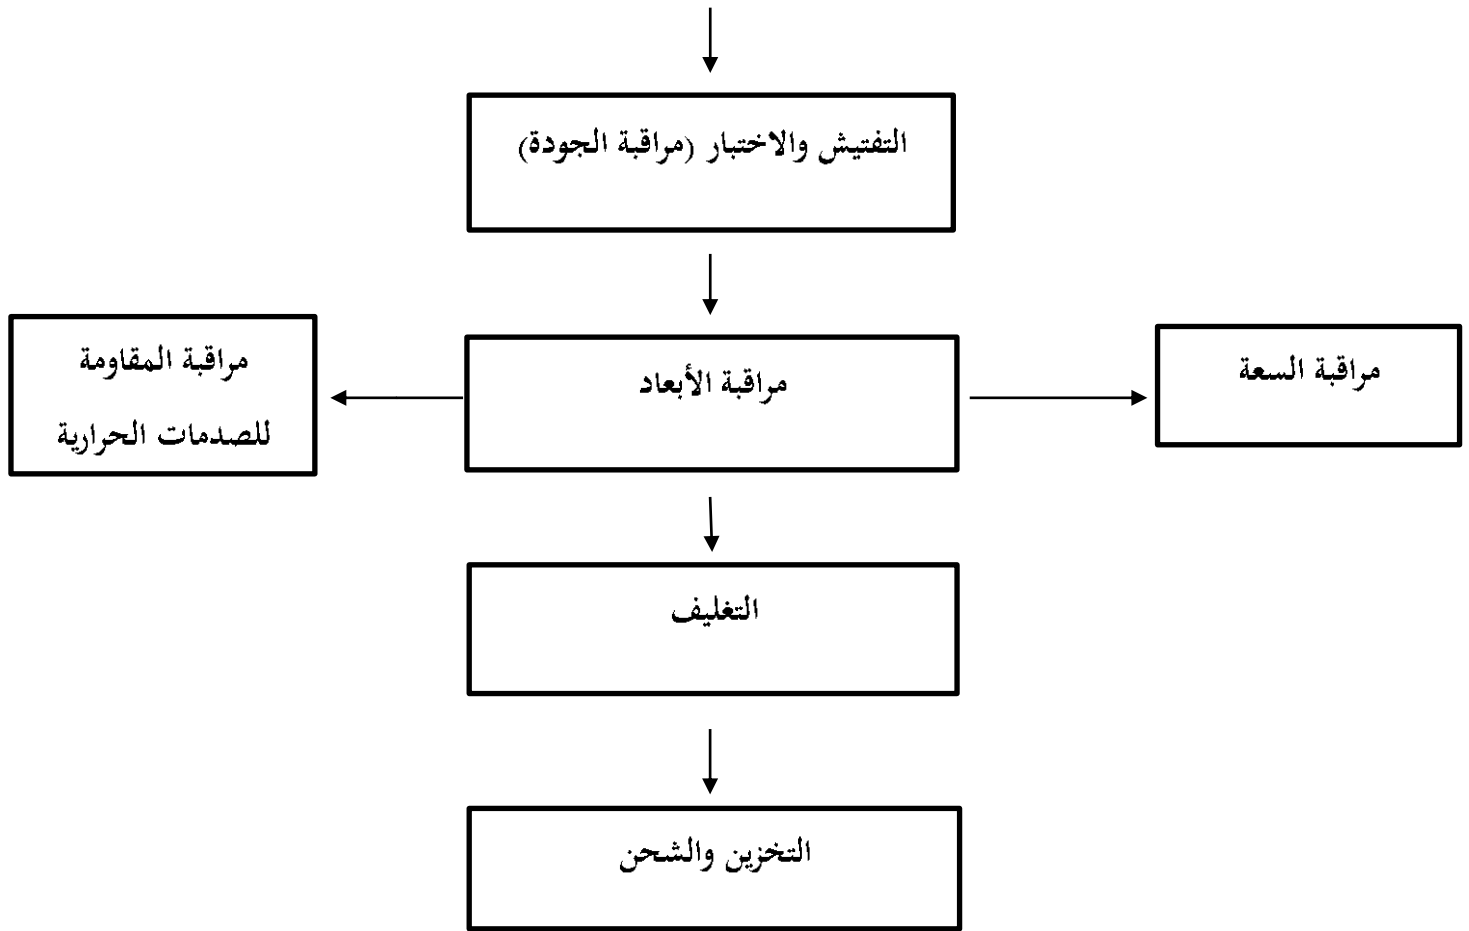 التفتيش والاختبار (مراقبة الجودة)
مراقبة السعة
مراقبة الأبعاد
مراقبة المقاومة
للصدمات الحرارية
التغليف
التخزين والشحن